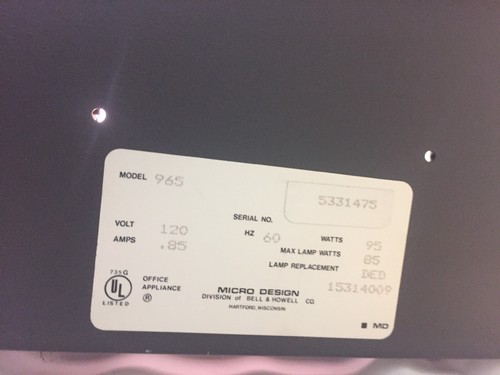 MODEL 965
SERIAL NO. 5331475
VOLT 120 HZ 60 WATTS 95
AMPS .85 MAX LAMP WATTS 85
LAMP REPLACEMENT DED
15314009
735G
UL
LISTED
OFFICE
APPLIANCE
®
MICRO DESIGN
DIVISION of BELL & HOWELL CO.
HARTFORD, WISCONSIN
MD